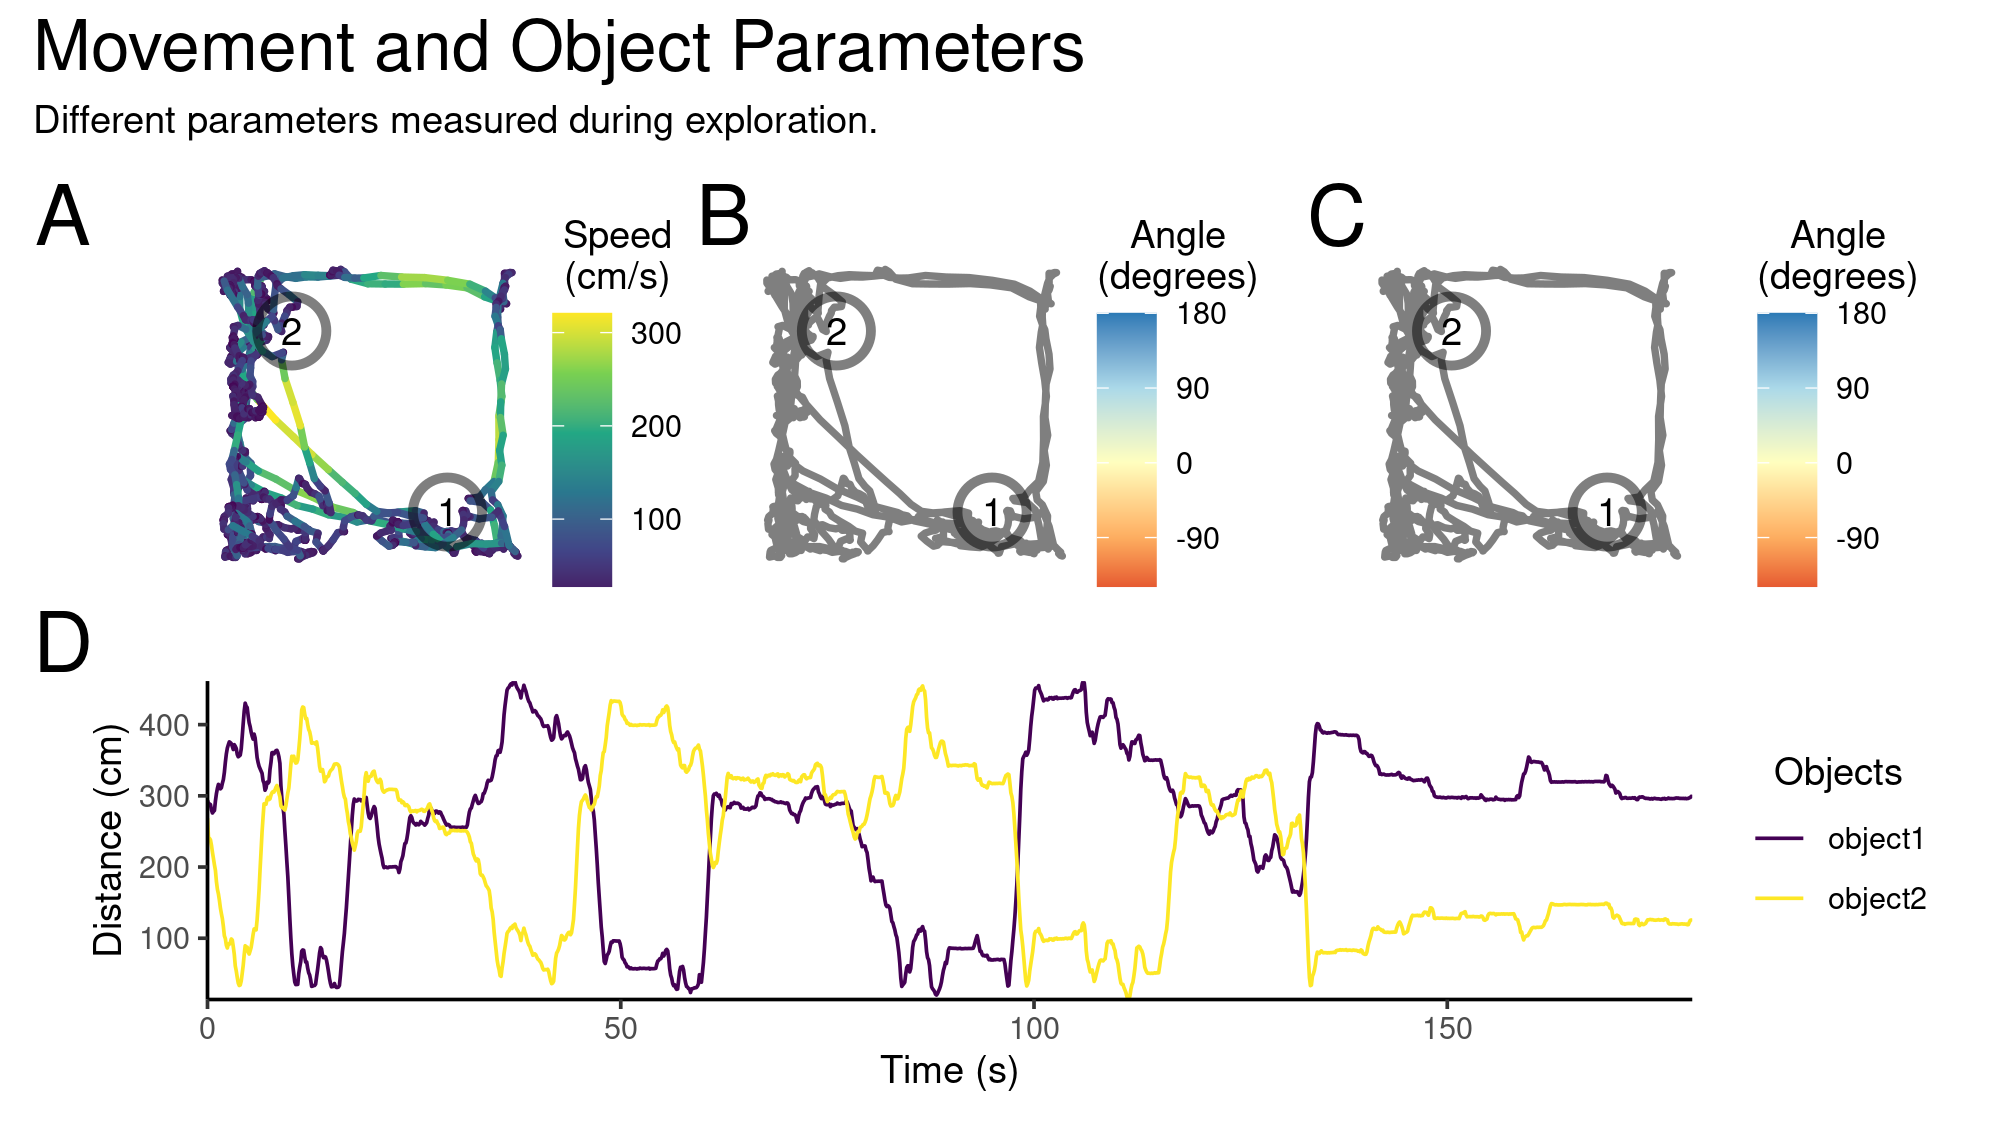 Movement and Object Parameters
Different parameters measured during exploration.
A
Speed
(cm/s)
300
200
100
2
1
B
Angle
(degrees)
180
90
0
-90
2
1
C
Angle
(degrees)
180
90
0
-90
2
1
D
Distance (cm)
400
300
200
100
0
50
100
150
Time (s)
Objects
object1
object2